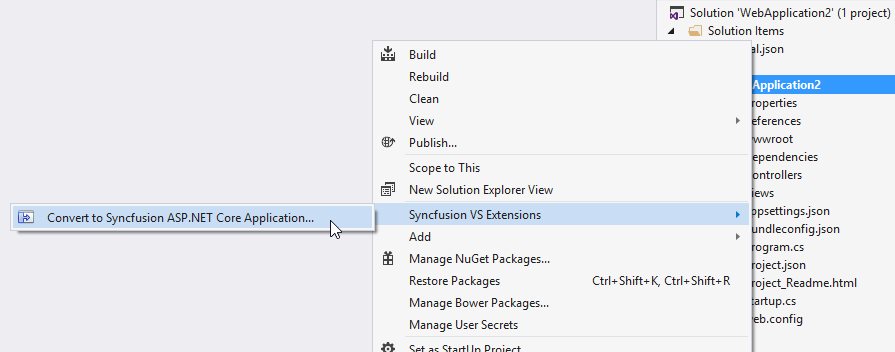 Solution 'WebApplication2' (1 project)
Solution Items
al.json
Build
Rebuild
Application2
Clean
roperties
View
eferences
wwroot
Publish...
ependencies
Scope to This
ontrollers
New Solution Explorer View
iews
Convert to Syncfusion ASP.NET Core Application...
Syncfusion VS Extensions
ppsettings.json
undleconfig.json
Add
rogram.cs
Manage NuGet Packages...
roject.json
Restore Packages Ctrl+Shift+K, Ctrl+Shift+R
roject_Readme.html
Manage Bower Packages...
tartup.cs
Manage User Secrets
eb.config
Set as StartUp Project